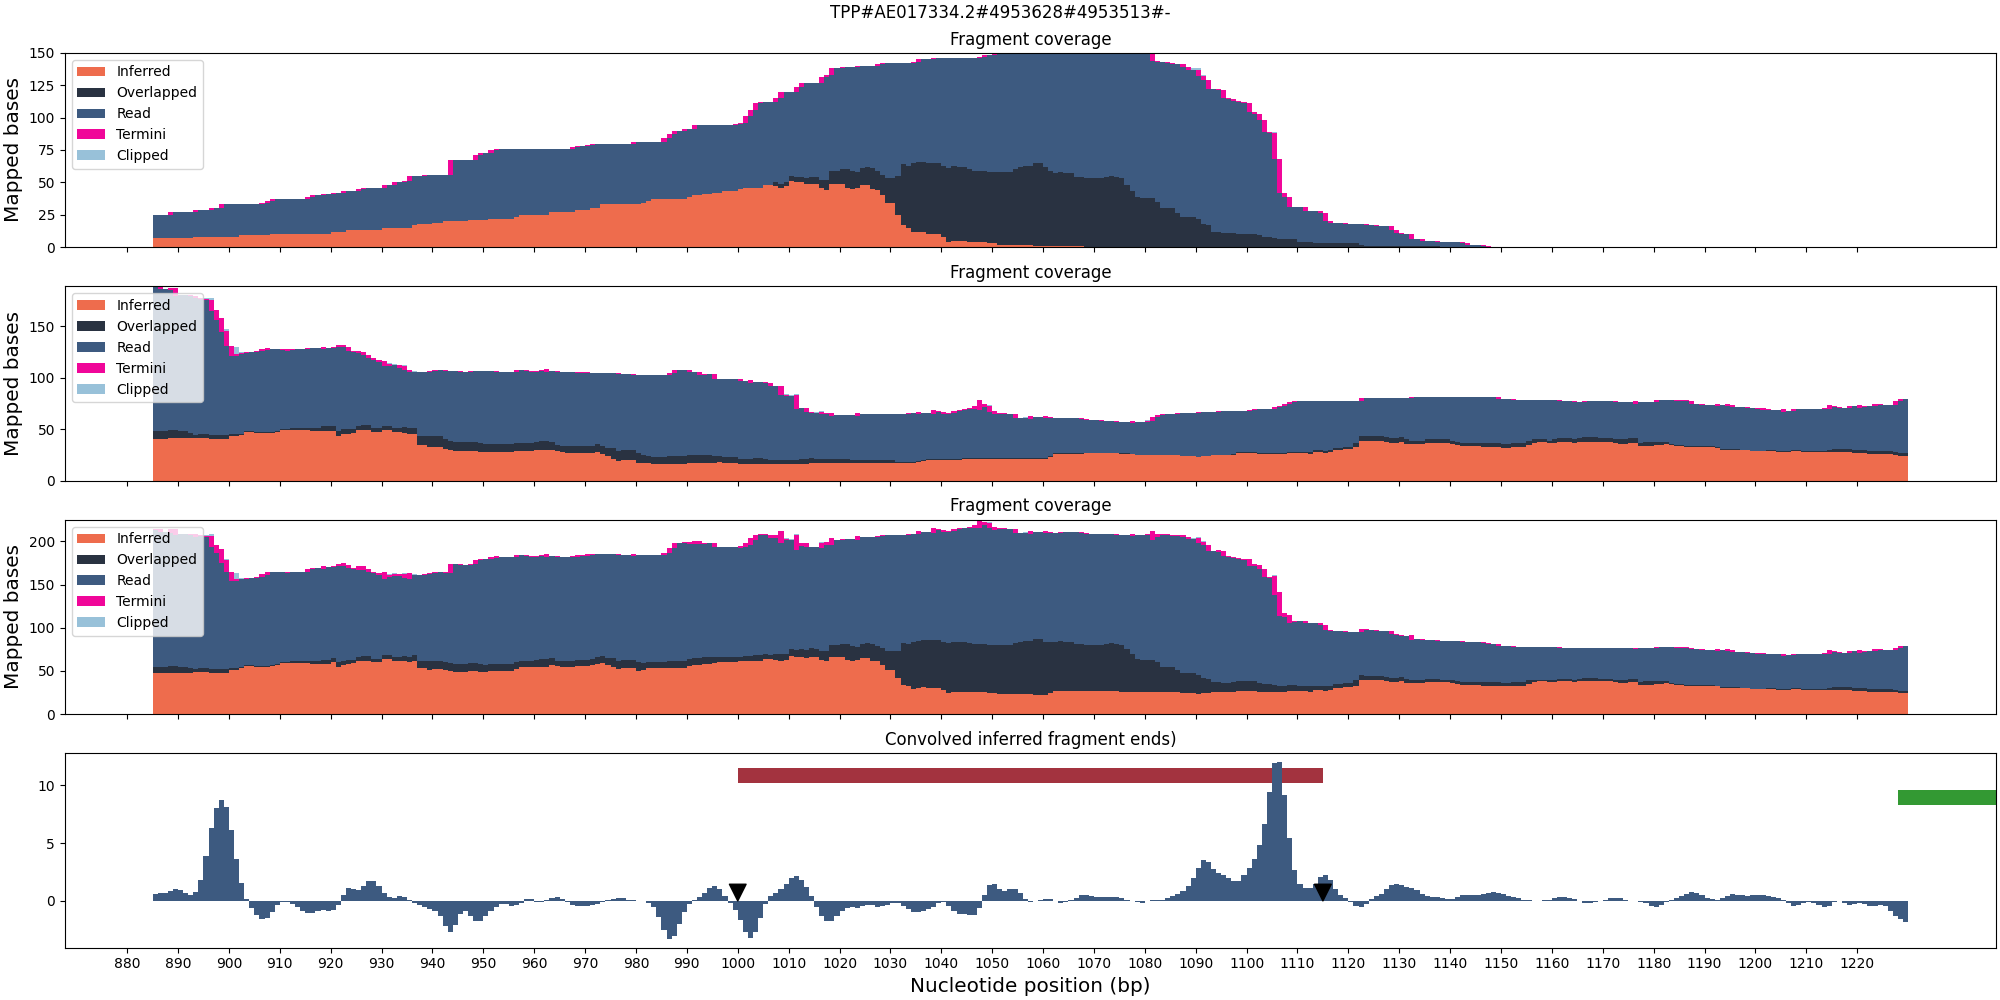 TPP#AE017334.2#4953628#4953513#-
Fragment coverage
Mapped bases
150
125
100
75
50
25
0
Inferred
Overlapped
Read
Termini
Clipped
Fragment coverage
Mapped bases
150
100
50
0
Inferred
Overlapped
Read
Termini
Clipped
Fragment coverage
Mapped bases
200
150
100
50
0
Inferred
Overlapped
Read
Termini
Clipped
Convolved inferred fragment ends)
10
5
0
880 890 900 910 920 930 940 950 960 970 980 990 1000 1010 1020 1030 1040 1050 1060 1070 1080 1090 1100 1110 1120 1130 1140 1150 1160 1170 1180 1190 1200 1210 1220
Nucleotide position (bp)